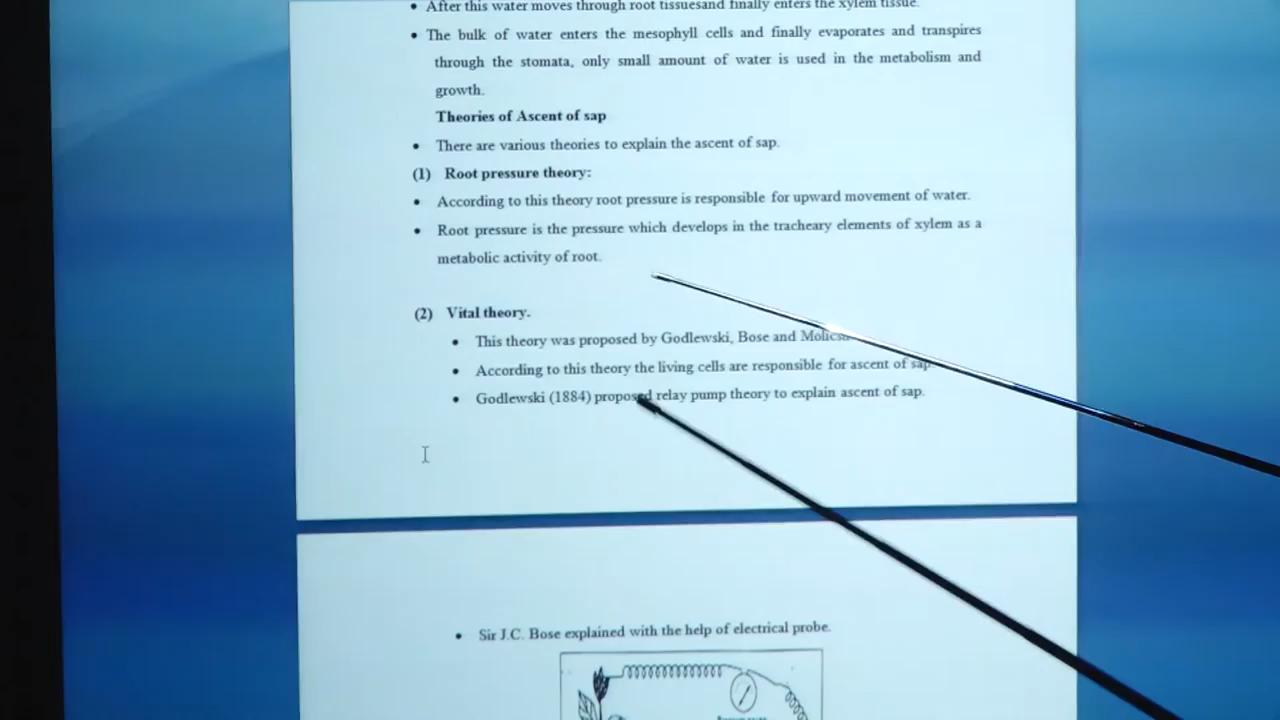 • After this water moves through root tissuesand finally enters the xylem tissue.
• The bulk of water enters the mesophyll cells and finally evaporates and transpires
through the stomata, only small amount of water is used in the metabolism and
growth.
Theories of Ascent of sap
• There are various theories to explain the ascent of sap.
(1) Root pressure theory:
• According to this theory root pressure is responsible for upward movement of water.
• Root pressure is the pressure which develops in the tracheary elements of xylem as a
metabolic activity of root.
(2) Vital theory.
• This theory was proposed by Godlewski, Bose and
• According to this theory the living cells are responsible for ascent of sap
• Godlewski (1884) proposed relay pump theory to explain ascent of sap.
• Sir J.C. Bose explained with the help of electrical probe.